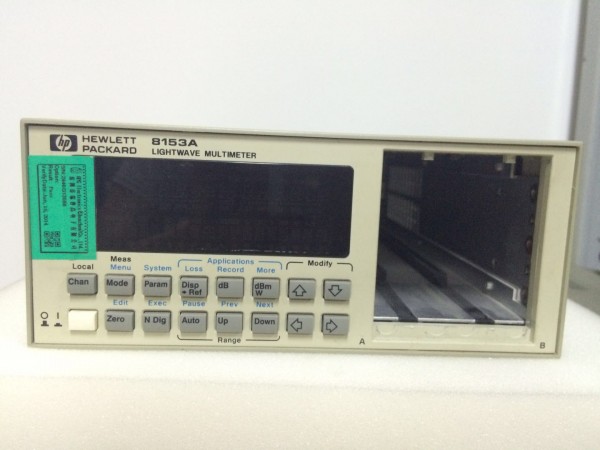 hp HEWLETT PACKARD
8153A
LIGHTWAVE MULTIMETER
Local
Meas
Menu System
Applications
Loss Record More
Modify
Chan
Mode
Param
Disp → Ref
dB
dBm W
Edit Exec Pause Prev Next
O I
Zero
N Dig
Auto
Up
Down
Range
A B